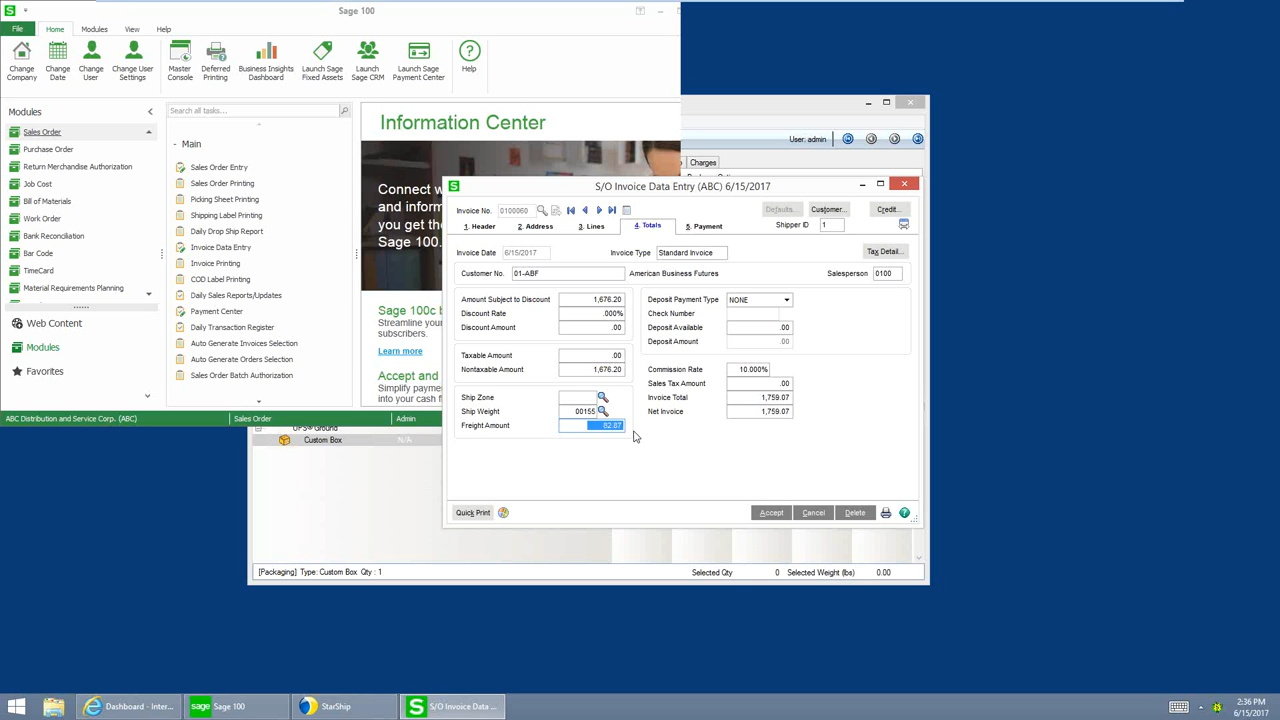 Sage 100
File Home Modules View Help
Change Company
Change Date
Change User
Change User Settings
Master Console
Deferred Printing
Business Insights Dashboard
Launch Sage Fixed Assets
Launch Sage CRM
Launch Sage Payment Center
Help
Modules
Sales Order
Purchase Order
Return Merchandise Authorization
Job Cost
Bill of Materials
Work Order
Bank Reconciliation
Bar Code
TimeCard
Material Requirements Planning
Web Content
Modules
Favorites
Search all tasks...
Main
Sales Order Entry
Sales Order Printing
Picking Sheet Printing
Shipping Label Printing
Daily Drop Ship Report
Invoice Data Entry
Invoice Printing
COD Label Printing
Daily Sales Reports/Updates
Payment Center
Daily Transaction Register
Auto Generate Invoices Selection
Auto Generate Orders Selection
Sales Order Batch Authorization
Information Center
Connect w
and inform
you get the
Sage 100.
Sage 100c b
Streamline your
subscribers.
Learn more
Accept and
Simplify payme
into your cash f
ABC Distribution and Service Corp. (ABC) Sales Order Admin
User: admin
Charges
S/O Invoice Data Entry (ABC) 6/15/2017
Invoice No. 0100060 Defaults... Customer... Credit...
1. Header 2. Address 3. Lines 4. Totals 5. Payment Shipper ID 1
Invoice Date 6/15/2017 Invoice Type Standard Invoice Tax Detail...
Customer No. 01-ABF American Business Futures Salesperson 0100
Amount Subject to Discount 1,676.20
Discount Rate .000%
Discount Amount .00
Taxable Amount .00
Nontaxable Amount 1,676.20
Ship Zone
Ship Weight 00155
Freight Amount 82.87
Deposit Payment Type NONE
Check Number
Deposit Available .00
Deposit Amount .00
Commission Rate 10.000%
Sales Tax Amount .00
Invoice Total 1,759.07
Net Invoice 1,759.07
Quick Print Accept Cancel Delete
UPS® Ground
Custom Box N/A
[Packaging] Type: Custom Box Qty : 1 Selected Qty 0 Selected Weight (lbs) 0.00
Dashboard - Inter... sage Sage 100 StarShip S/O Invoice Data ...
2:36 PM
6/15/2017